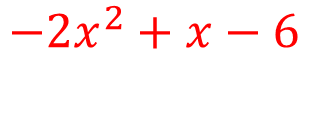 −2x² + x − 6